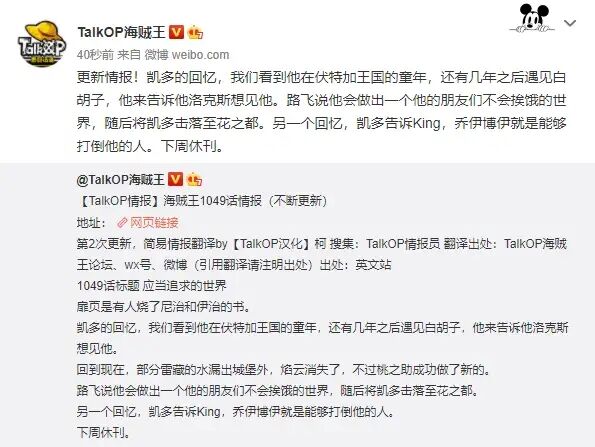 TalkOP海贼王
40秒前 来自 微博 weibo.com
更新情报！凯多的回忆，我们看到他在伏特加王国的童年，还有几年之后遇见白
胡子，他来告诉他洛克斯想见他。路飞说他会做出一个他的朋友们不会挨饿的世
界，随后将凯多击落至花之都。另一个回忆，凯多告诉King，乔伊博伊就是能够
打倒他的人。下周休刊。
@TalkOP海贼王
【TalkOP情报】海贼王1049话情报（不断更新）
地址： 网页链接
第2次更新，简易情报翻译by【TalkOP汉化】柯 搜集：TalkOP情报员 翻译出处：TalkOP海贼
王论坛、wx号、微博（引用翻译请注明出处）出处：英文站
1049话标题 应当追求的世界
扉页是有人烧了尼治和伊治的书。
凯多的回忆，我们看到他在伏特加王国的童年，还有几年之后遇见白胡子，他来告诉他洛克斯
想见他。
回到现在，部分雷藏的水漏出城堡外，焰云消失了，不过桃之助成功做了新的。
路飞说他会做出一个他的朋友们不会挨饿的世界，随后将凯多击落至花之都。
另一个回忆，凯多告诉King，乔伊博伊就是能够打倒他的人。
下周休刊。